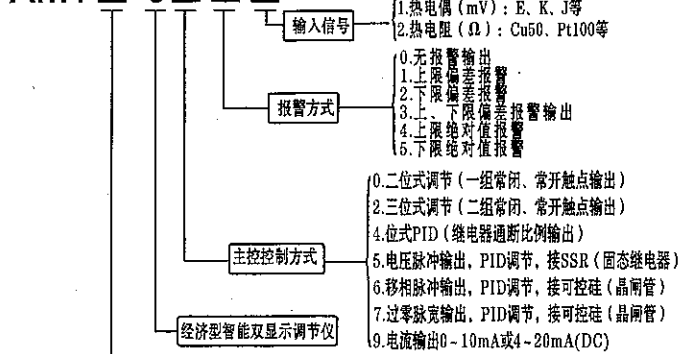 1.热电偶(mV):E、K、J等
输入信号
2.热电阻(Ω):Cu50、Pt100等
0.无报警输出
1.上限偏差报警
2.下限偏差报警
报警方式
3.上、下限偏差报警输出
4.上限绝对值报警
5.下限绝对值报警
0.二位式调节(一组常闭、常开触点输出)
2.三位式调节(二组常闭、常开触点输出)
4.位式PID(继电器通断比例输出)
主控控制方式
5.电压脉冲输出,PID调节,接SSR(固态继电器)
6.移相脉冲输出,PID调节,接可控硅(晶闸管)
7.过零脉宽输出,PID调节,接可控硅(晶闸管)
经济型智能双显示调节仪
9.电流输出0~10mA或4~20mA(DC)